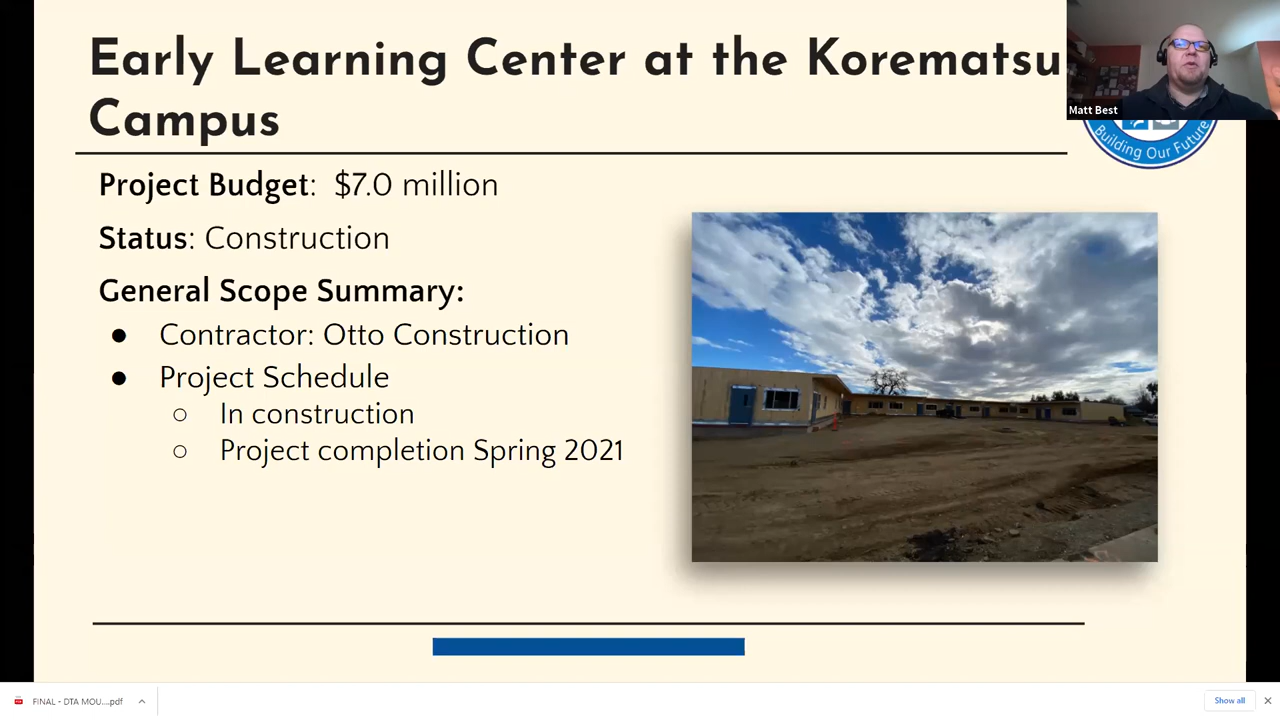 Early Learning Center at the Korematsu
Campus
Matt Best
Building Our Future
Project Budget: $7.0 million
Status: Construction
General Scope Summary:
● Contractor: Otto Construction
● Project Schedule
○ In construction
○ Project completion Spring 2021
FINAL - DTA MOU....pdf
Show all